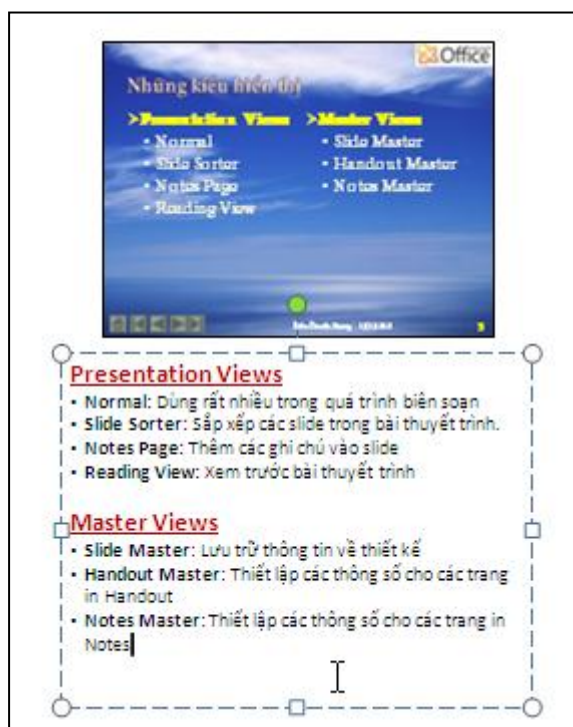 Office
Những kiểu hiển thị
➢Presentation Views
• Normal
• Slide Sorter
• Notes Page
• Reading View
➢Master Views
• Slide Master
• Handout Master
• Notes Master
3
Presentation Views
• Normal: Dùng rất nhiều trong quá trình biên soạn
• Slide Sorter: Sắp xếp các slide trong bài thuyết trình.
• Notes Page: Thêm các ghi chú vào slide
• Reading View: Xem trước bài thuyết trình
Master Views
• Slide Master: Lưu trữ thông tin về thiết kế
• Handout Master: Thiết lập các thông số cho các trang
in Handout
• Notes Master: Thiết lập các thông số cho các trang in
Notes